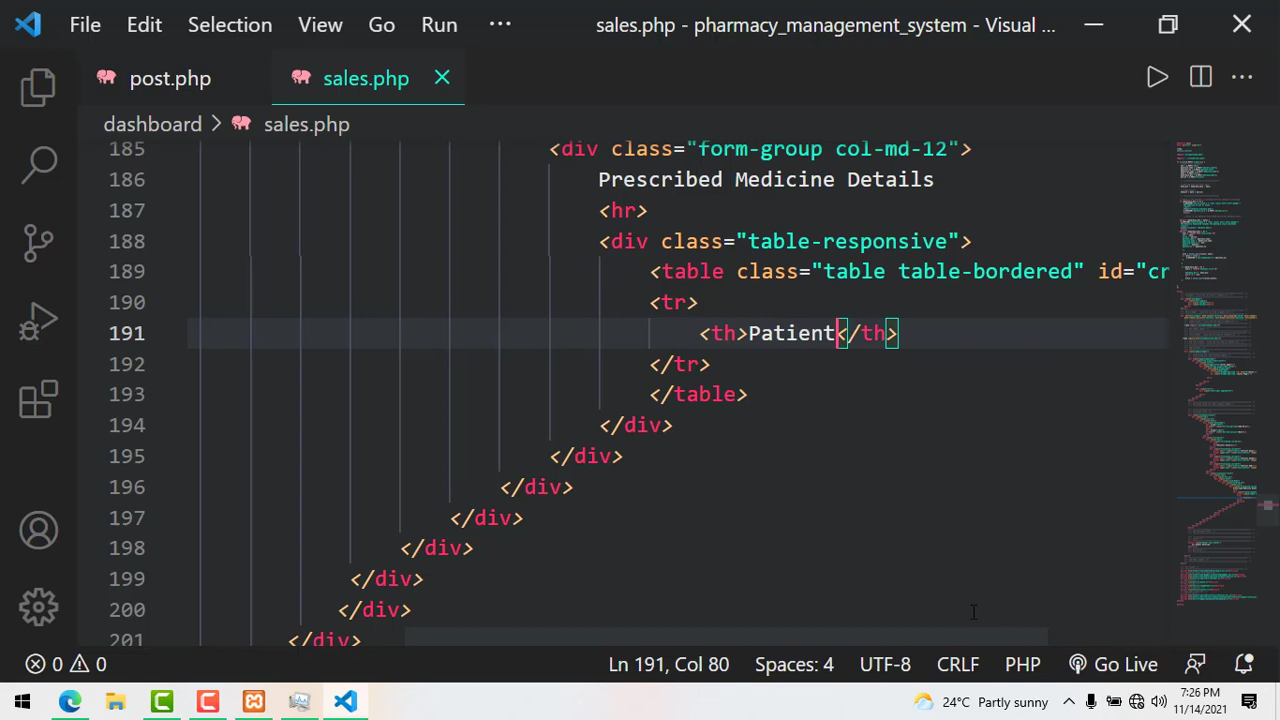 File Edit Selection View Go Run ··· sales.php - pharmacy_management_system - Visual ...
post.php sales.php
dashboard > sales.php
185 <div class="form-group col-md-12">
186 Prescribed Medicine Details
187 <hr>
188 <div class="table-responsive">
189 <table class="table table-bordered" id="cr
190 <tr>
191 <th>Patient</th>
192 </tr>
193 </table>
194 </div>
195 </div>
196 </div>
197 </div>
198 </div>
199 </div>
200 </div>
201 </div>
0 0 Ln 191, Col 80 Spaces: 4 UTF-8 CRLF PHP Go Live
24°C Partly sunny 7:26 PM
11/14/2021